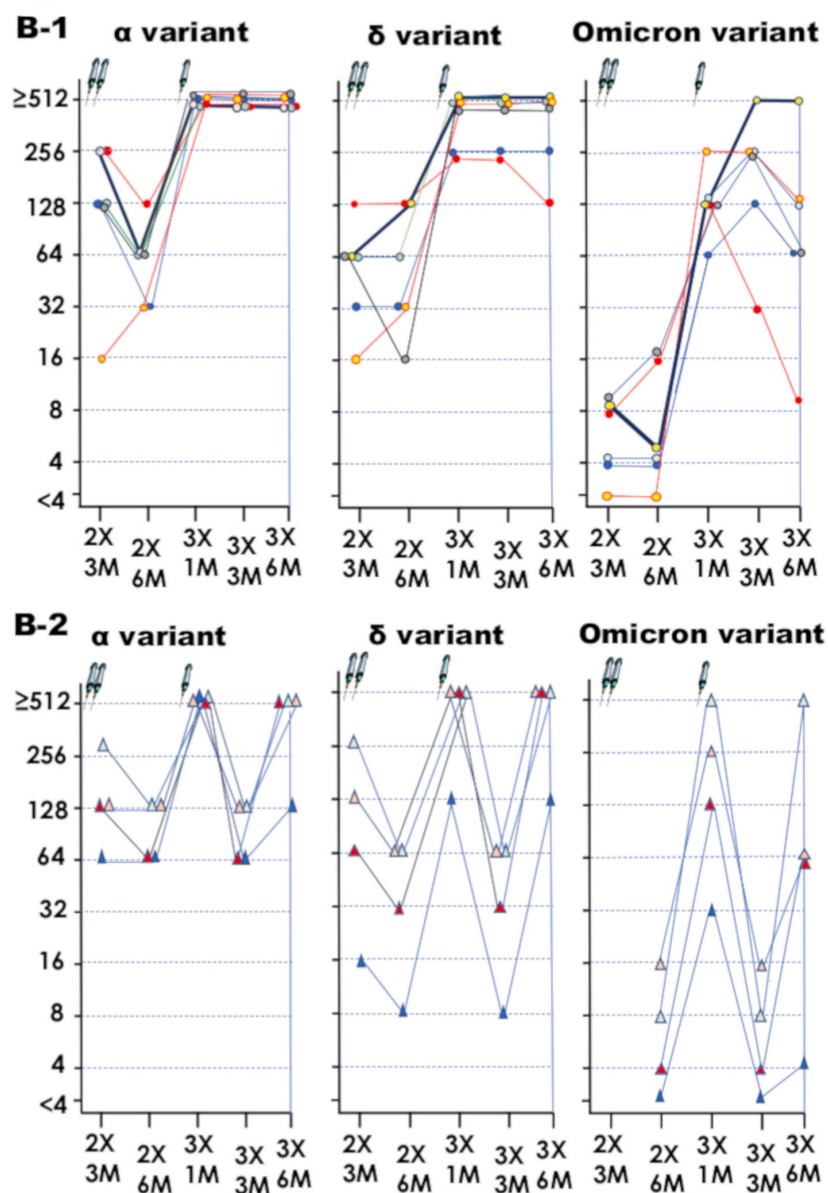 B-1
α variant
δ variant
Omicron variant
≥512
256
128
64
32
16
8
4
<4
2X 3M
2X 6M
3X 1M
3X 3M
3X 6M
2X 3M
2X 6M
3X 1M
3X 3M
3X 6M
2X 3M
2X 6M
3X 1M
3X 3M
3X 6M
B-2
α variant
δ variant
Omicron variant
≥512
256
128
64
32
16
8
4
<4
2X 3M
2X 6M
3X 1M
3X 3M
3X 6M
2X 3M
2X 6M
3X 1M
3X 3M
3X 6M
2X 3M
2X 6M
3X 1M
3X 3M
3X 6M